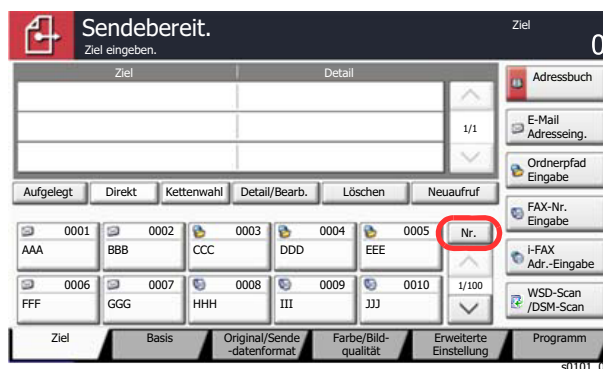 Sendebereit.
Ziel eingeben.
Ziel
0
Ziel Detail
1/1
Adressbuch
E-Mail
Adresseing.
Ordnerpfad
Eingabe
FAX-Nr.
Eingabe
i-FAX
Adr.-Eingabe
WSD-Scan
/DSM-Scan
Aufgelegt Direkt Kettenwahl Detail/Bearb. Löschen Neuaufruf
0001 0002 0003 0004 0005 Nr.
AAA BBB CCC DDD EEE
0006 0007 0008 0009 0010 1/100
FFF GGG HHH III JJJ
Ziel Basis Original/Sende Farbe/Bild- Erweiterte Programm
-datenformat qualität Einstellung
s0101_0